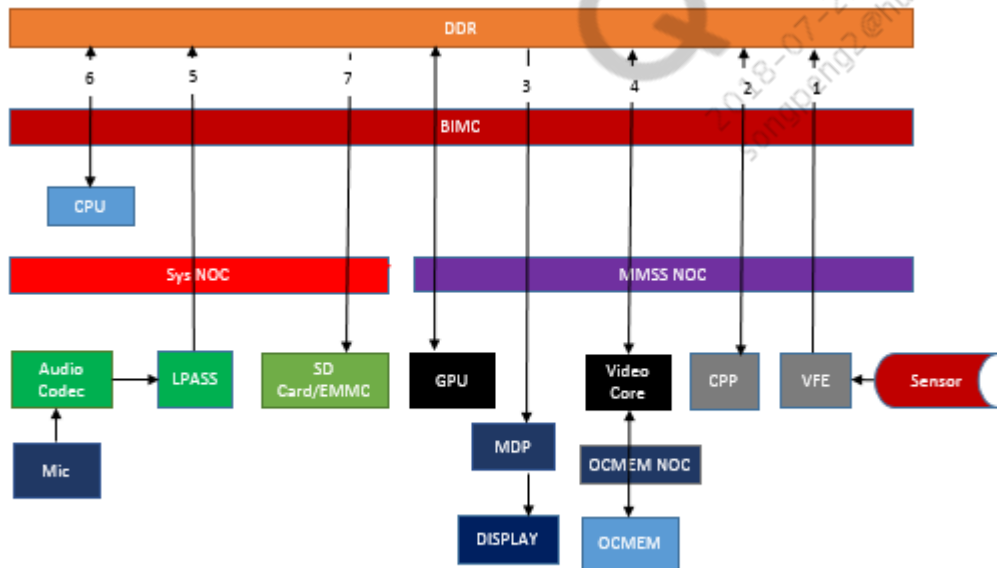 DDR
6
5
7
3
4
2
1
BIMC
CPU
Sys NOC
MMSS NOC
Audio
Codec
LPASS
SD
Card/EMMC
GPU
Video
Core
CPP
VFE
Sensor
Mic
MDP
OCMEM NOC
DISPLAY
OCMEM